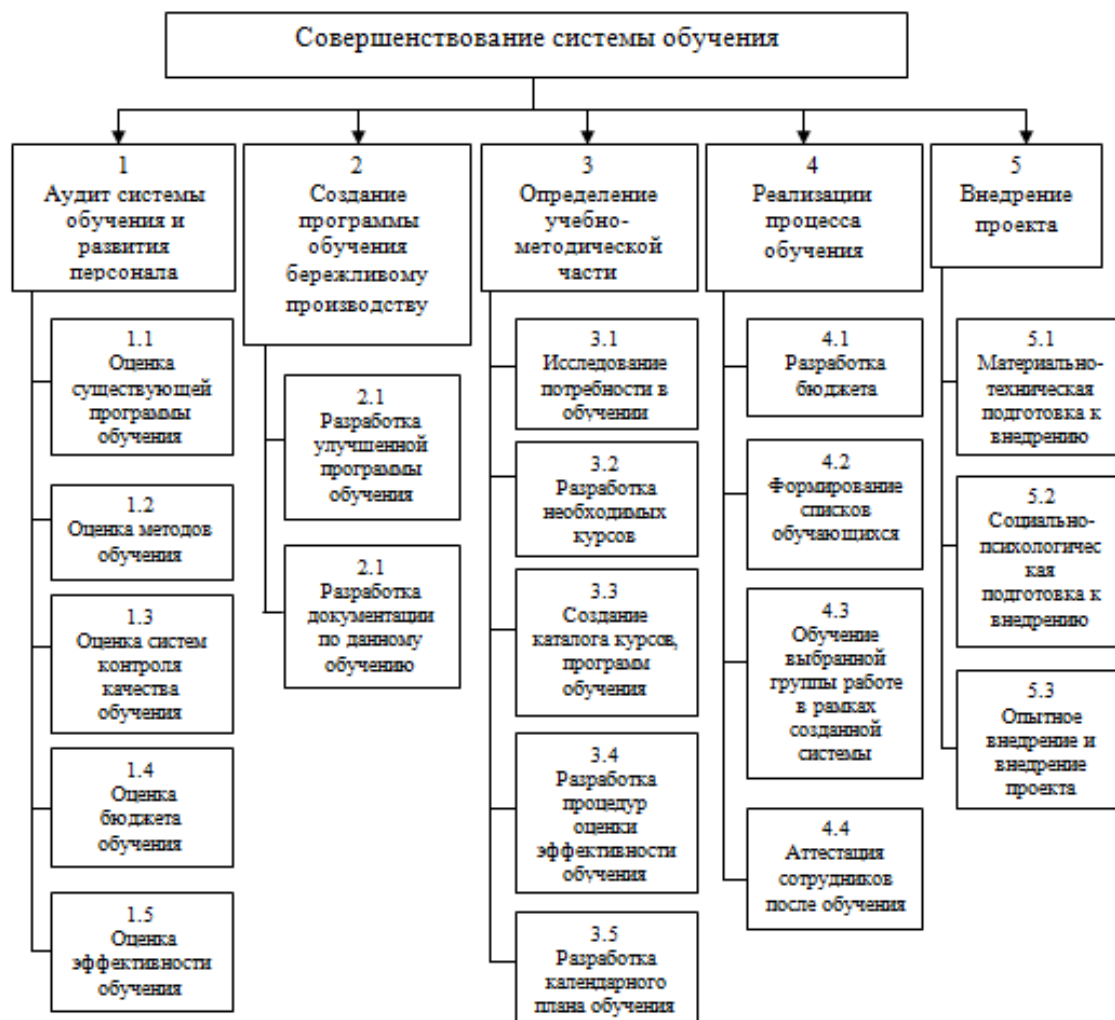 Совершенствование системы обучения
1
Аудит системы
обучения и
развития
персонала
1.1
Оценка
существующей
программы
обучения
1.2
Оценка методов
обучения
1.3
Оценка систем
контроля
качества
обучения
1.4
Оценка
бюджета
обучения
1.5
Оценка
эффективности
обучения
2
Создание
программы
обучения
бережливому
производству
2.1
Разработка
улучшенной
программы
обучения
2.1
Разработка
документации
по данному
обучению
3
Определение
учебно-
методической
части
3.1
Исследование
потребности в
обучении
3.2
Разработка
необходимых
курсов
3.3
Создание
каталога курсов,
программ
обучения
3.4
Разработка
процедур
оценки
эффективности
обучения
3.5
Разработка
календарного
плана обучения
4
Реализации
процесса
обучения
4.1
Разработка
бюджета
4.2
Формирование
списков
обучающихся
4.3
Обучение
выбранной
группы работе
в рамках
созданной
системы
4.4
Аттестация
сотрудников
после обучения
5
Внедрение
проекта
5.1
Материально-
техническая
подготовка к
внедрению
5.2
Социально-
психологичес
кая
подготовка к
внедрению
5.3
Опытное
внедрение и
внедрение
проекта